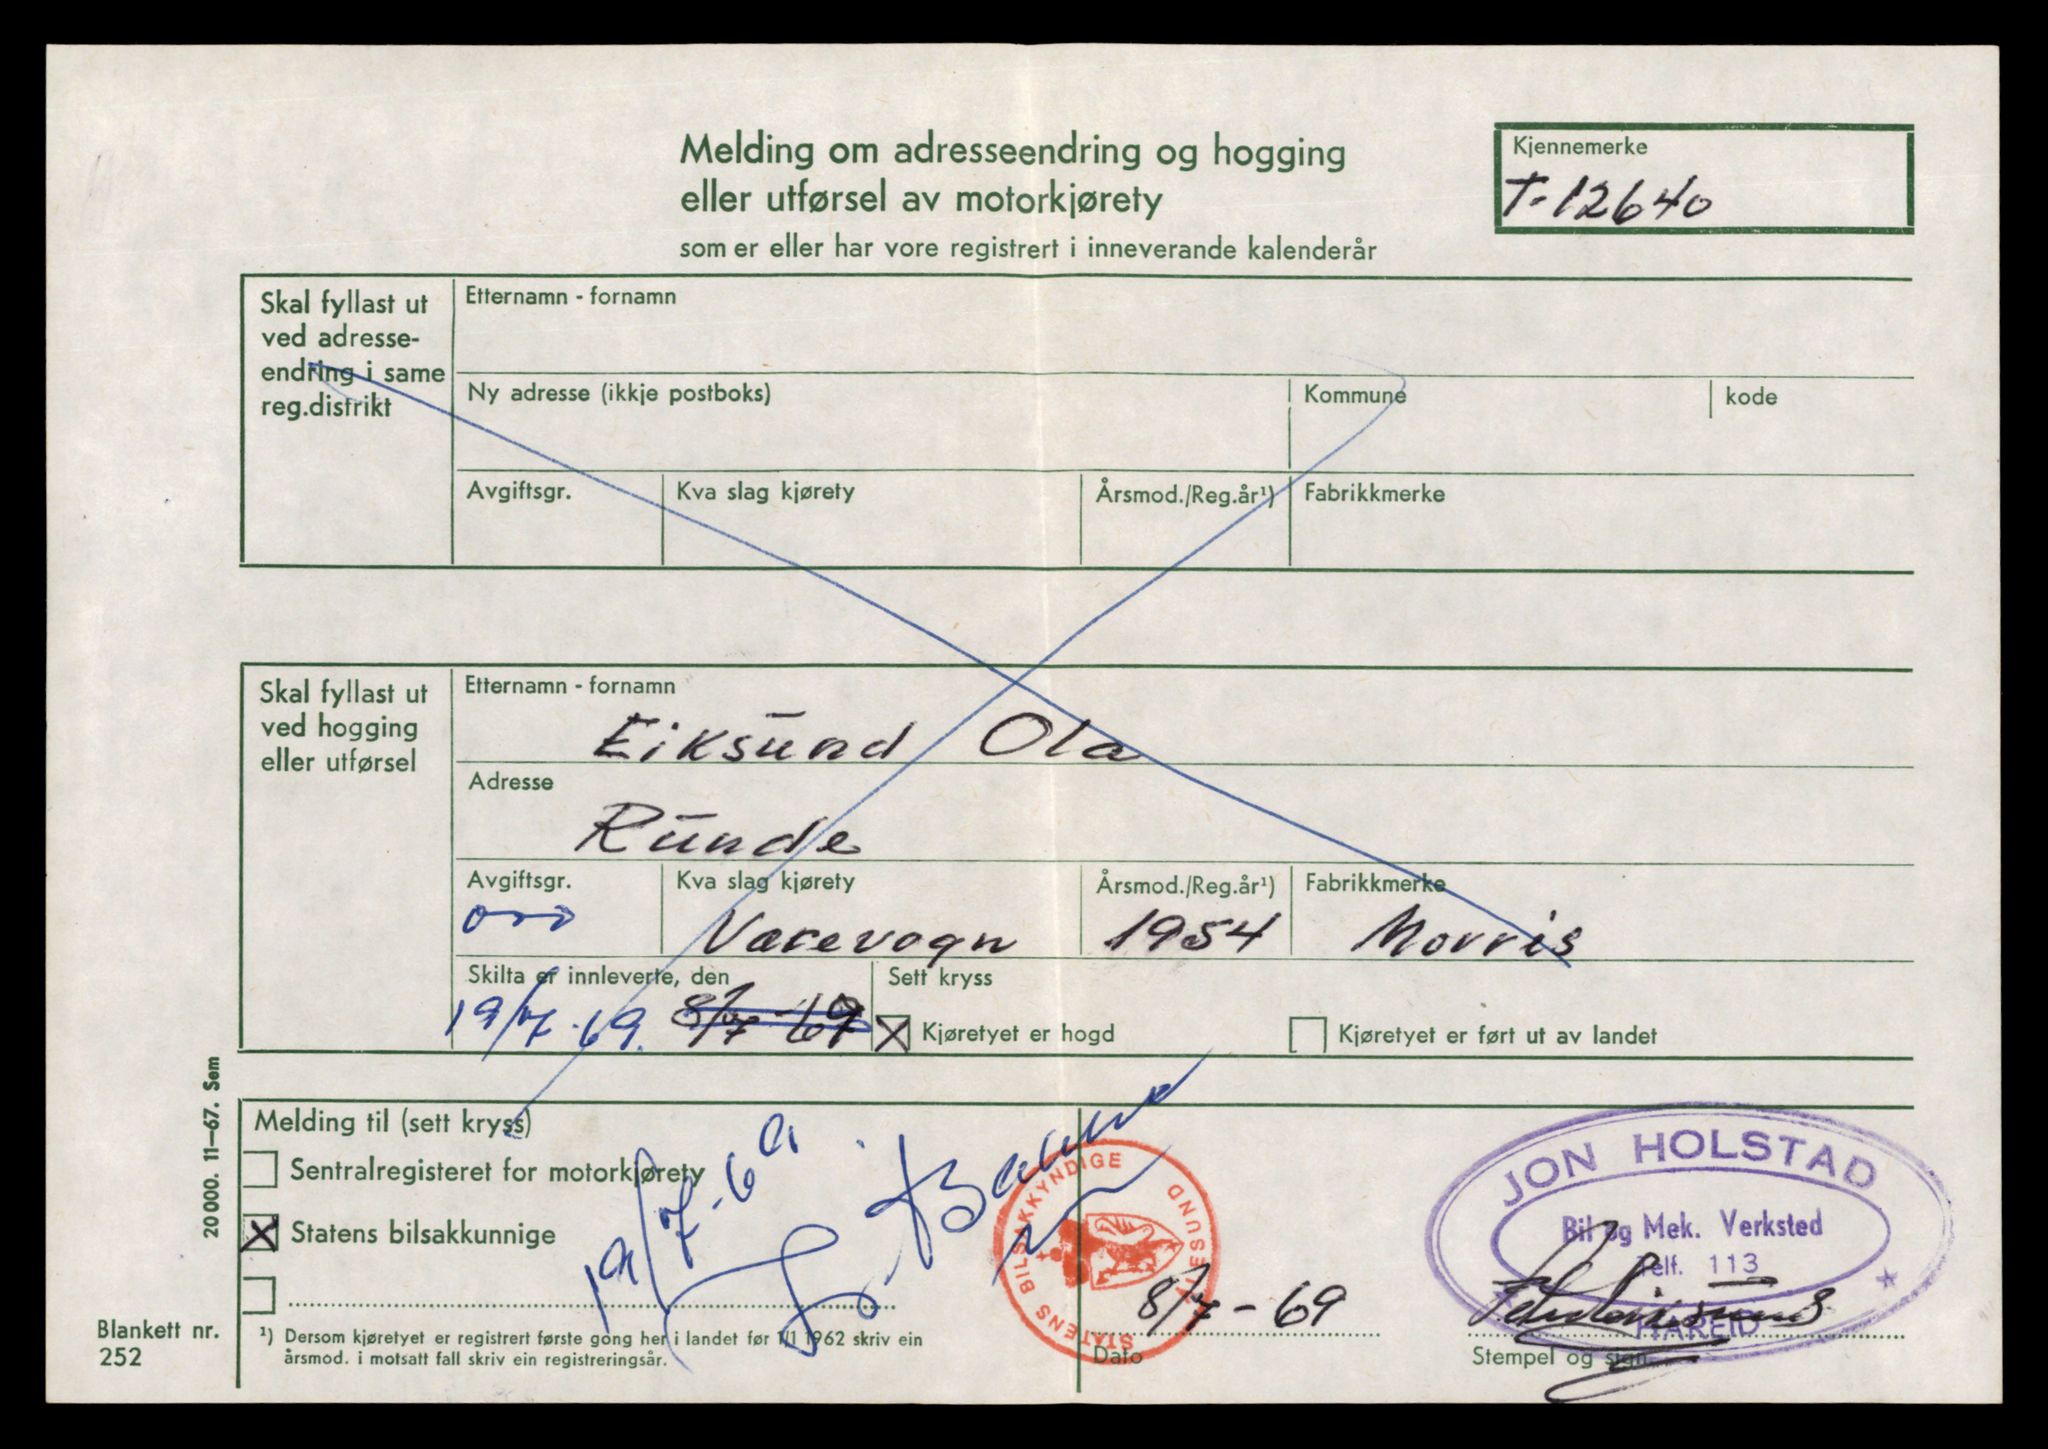 Melding om adresseendring og hogging
eller utførsel av motorkjørety
som er eller har vore registrert i inneverande kalenderår
Kjennemerke
T-12640
Skal fyllast ut
ved adresse-
endring i same
reg.distrikt
Etternamn - fornamn
Ny adresse (ikkje postboks)
Kommune
kode
Avgiftsgr.
Kva slag kjørety
Årsmod./Reg.år¹)
Fabrikkmerke
Skal fyllast ut
ved hogging
eller utførsel
Etternamn - fornamn
Eiksund Ola
Adresse
Runde
Avgiftsgr.
Kva slag kjørety
Varevogn
Årsmod./Reg.år¹)
1954
Fabrikkmerke
Morris
Skilta er innleverte, den
19/7-69. 8/7-69
Sett kryss
Kjøretyet er hogd
Kjøretyet er ført ut av landet
20000. 11-67. Sem
Melding til (sett kryss)
Sentralregisteret for motorkjørety
Statens bilsakkunnige
19/7-69
STATENS BILSAKKYNDIGE
8/7-69
Dato
JON HOLSTAD
Bil og Mek. Verksted
Telf. 113
HAREID
Stempel og sign.
Blankett nr.
252
¹) Dersom kjøretyet er registrert første gong her i landet før 1/1 1962 skriv ein
årsmod. i motsatt fall skriv ein registreringsår.